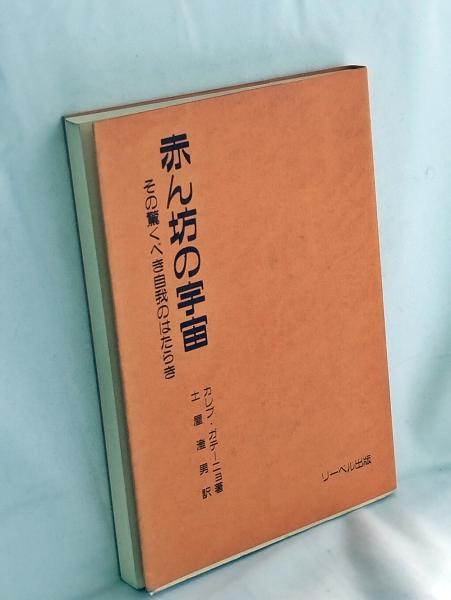 赤ん坊の宇宙
その驚くべき自我のはたらき
カレブ・ガテーニョ著
土屋澄男訳
リーベル出版